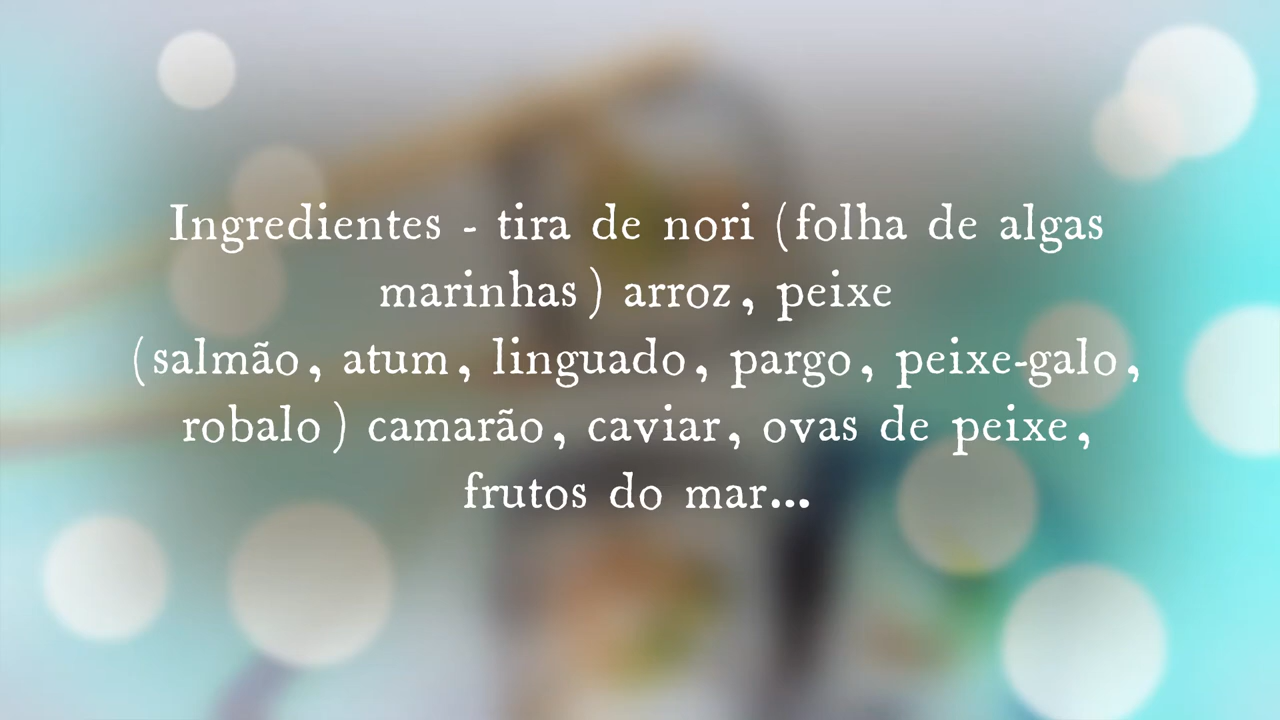 Ingredientes - tira de nori (folha de algas
marinhas) arroz, peixe
(salmão, atum, linguado, pargo, peixe-galo,
robalo) camarão, caviar, ovas de peixe,
frutos do mar...